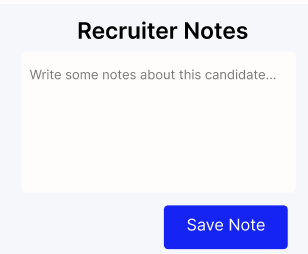 Recruiter Notes
Write some notes about this candidate...
Save Note